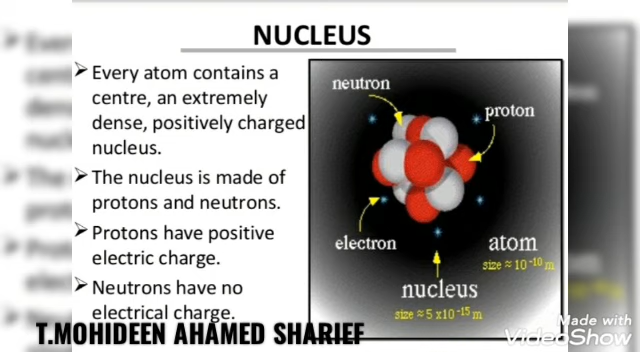 NUCLEUS
➤ Every atom contains a
centre, an extremely
dense, positively charged
nucleus.
➤ The nucleus is made of
protons and neutrons.
➤ Protons have positive
electric charge.
➤ Neutrons have no
electrical charge.
neutron
proton
electron
atom
size ≈ 10⁻¹⁰ m
nucleus
size ≈ 5 x10⁻¹⁵ m
T.MOHIDEEN AHAMED SHARIEF
Made with
VideoShow